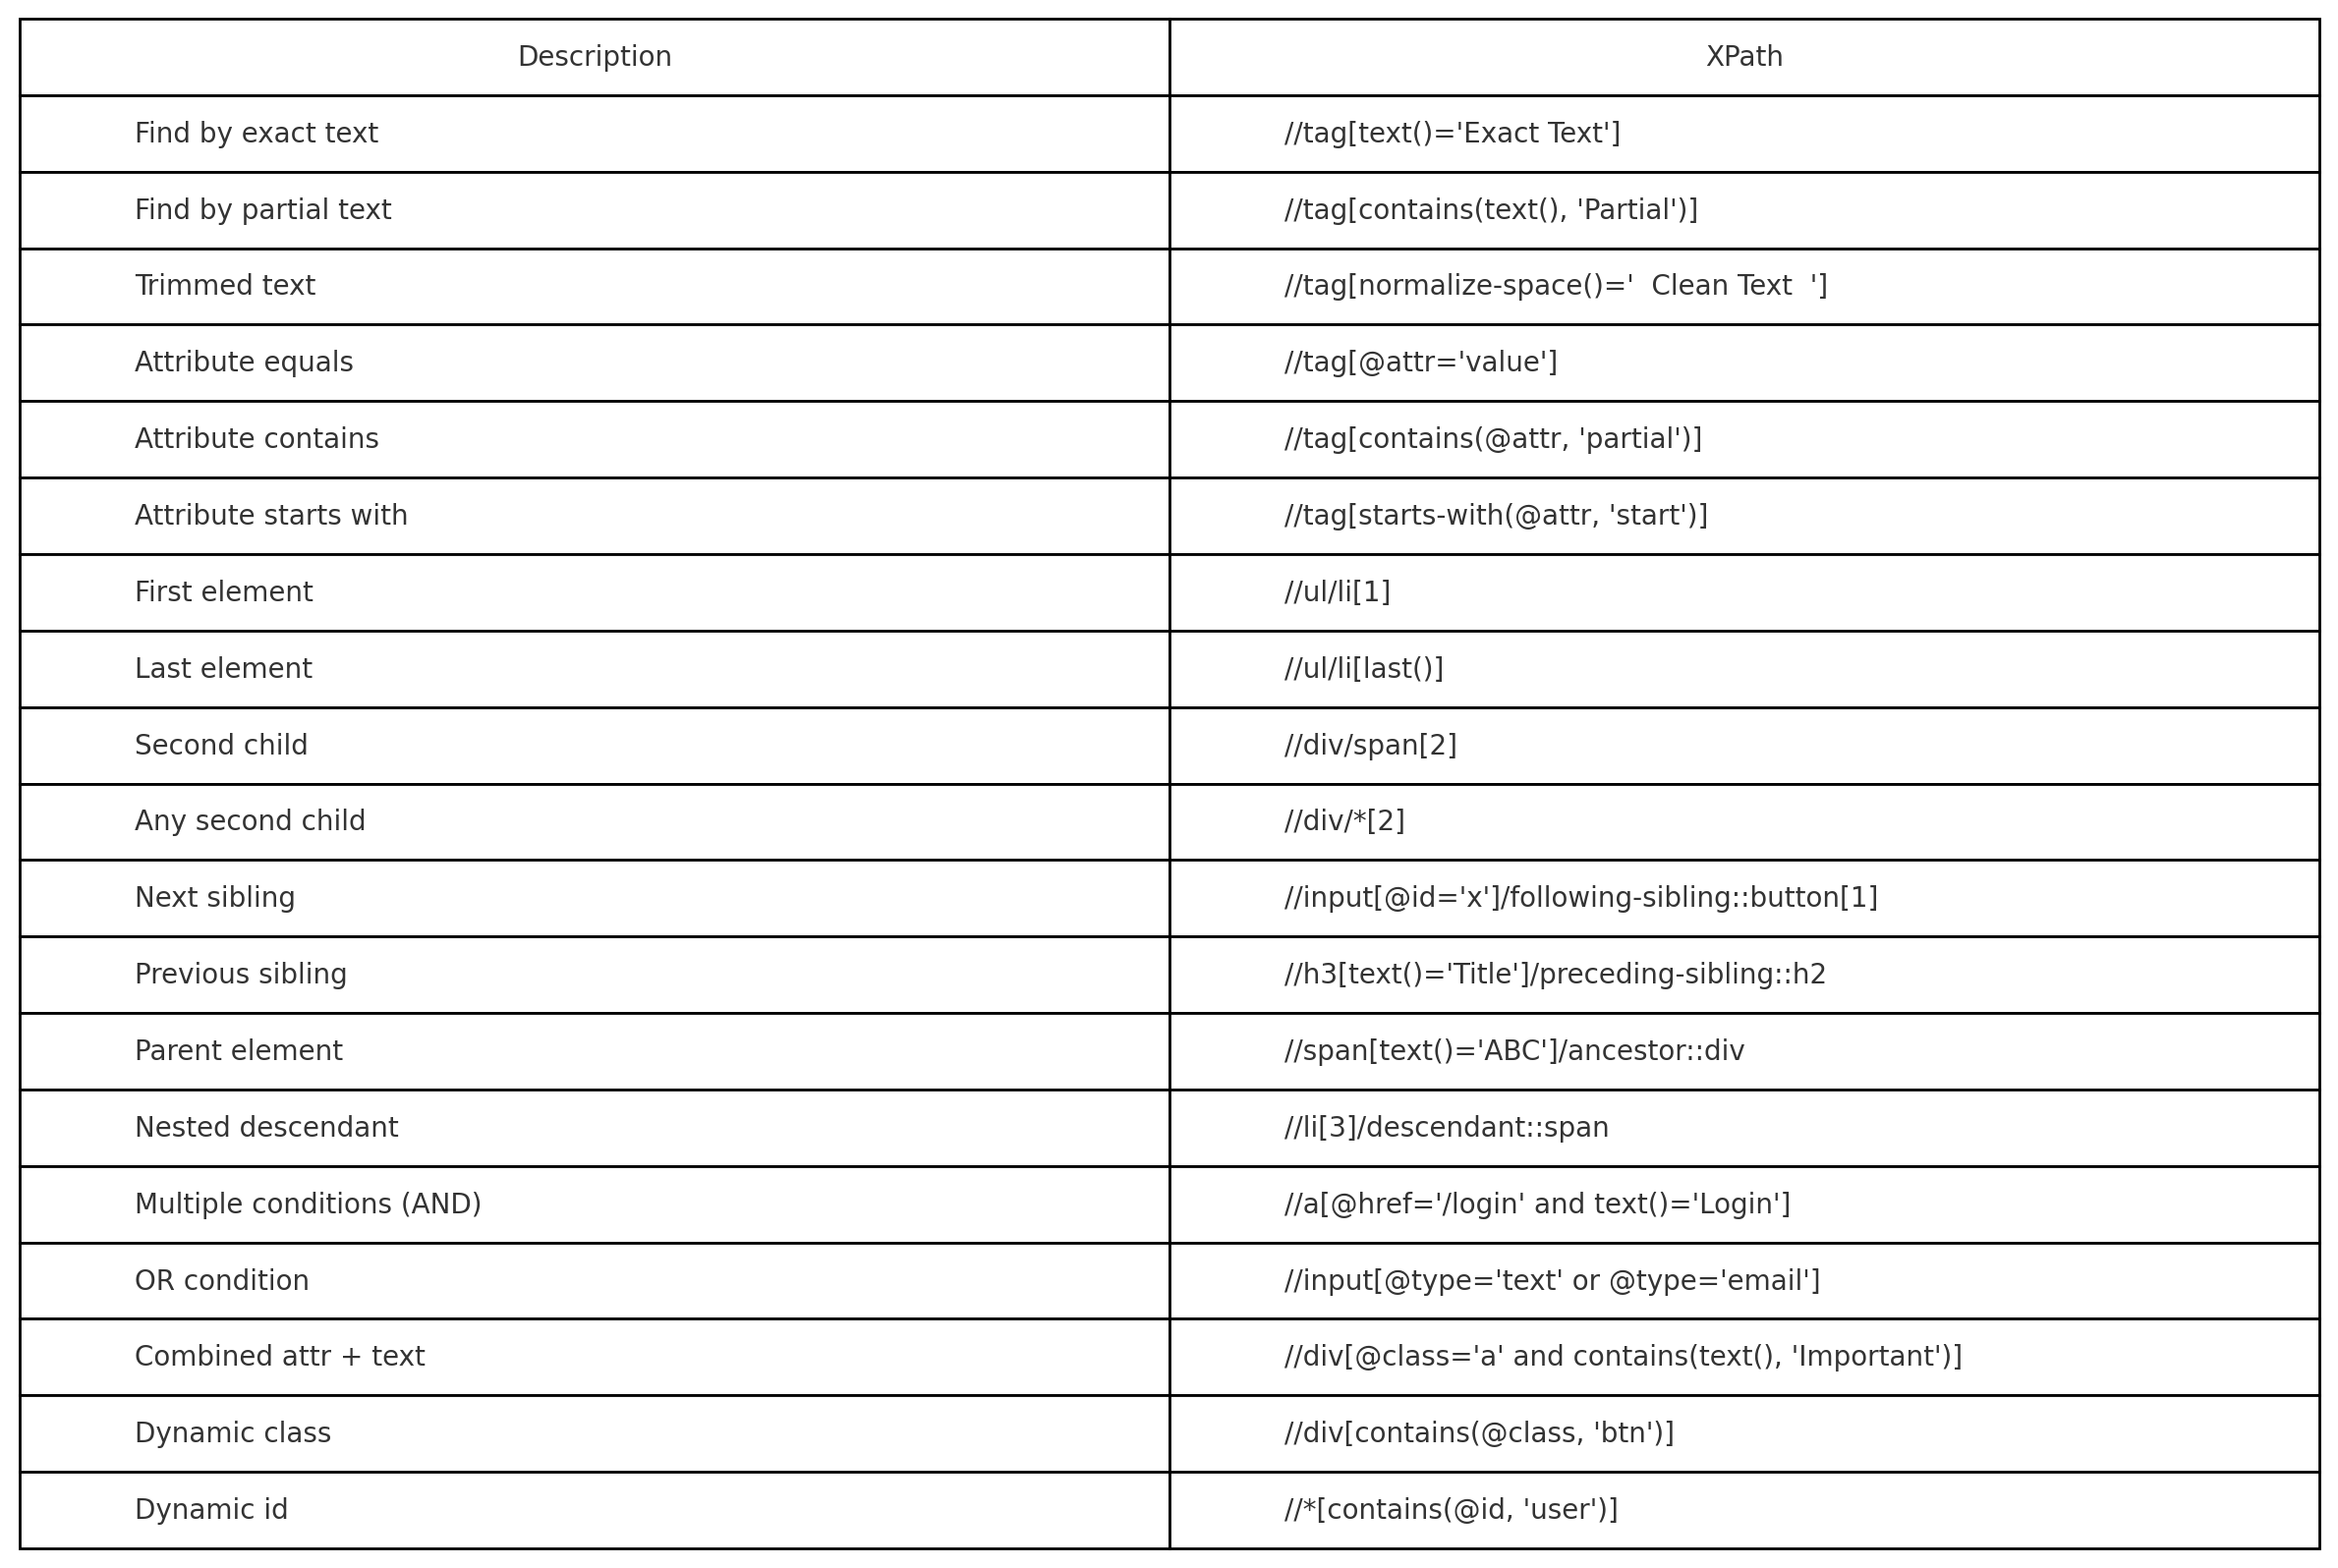 Description XPath
Find by exact text //tag[text()='Exact Text']
Find by partial text //tag[contains(text(), 'Partial')]
Trimmed text //tag[normalize-space()='  Clean Text  ']
Attribute equals //tag[@attr='value']
Attribute contains //tag[contains(@attr, 'partial')]
Attribute starts with //tag[starts-with(@attr, 'start')]
First element //ul/li[1]
Last element //ul/li[last()]
Second child //div/span[2]
Any second child //div/*[2]
Next sibling //input[@id='x']/following-sibling::button[1]
Previous sibling //h3[text()='Title']/preceding-sibling::h2
Parent element //span[text()='ABC']/ancestor::div
Nested descendant //li[3]/descendant::span
Multiple conditions (AND) //a[@href='/login' and text()='Login']
OR condition //input[@type='text' or @type='email']
Combined attr + text //div[@class='a' and contains(text(), 'Important')]
Dynamic class //div[contains(@class, 'btn')]
Dynamic id //*[contains(@id, 'user')]